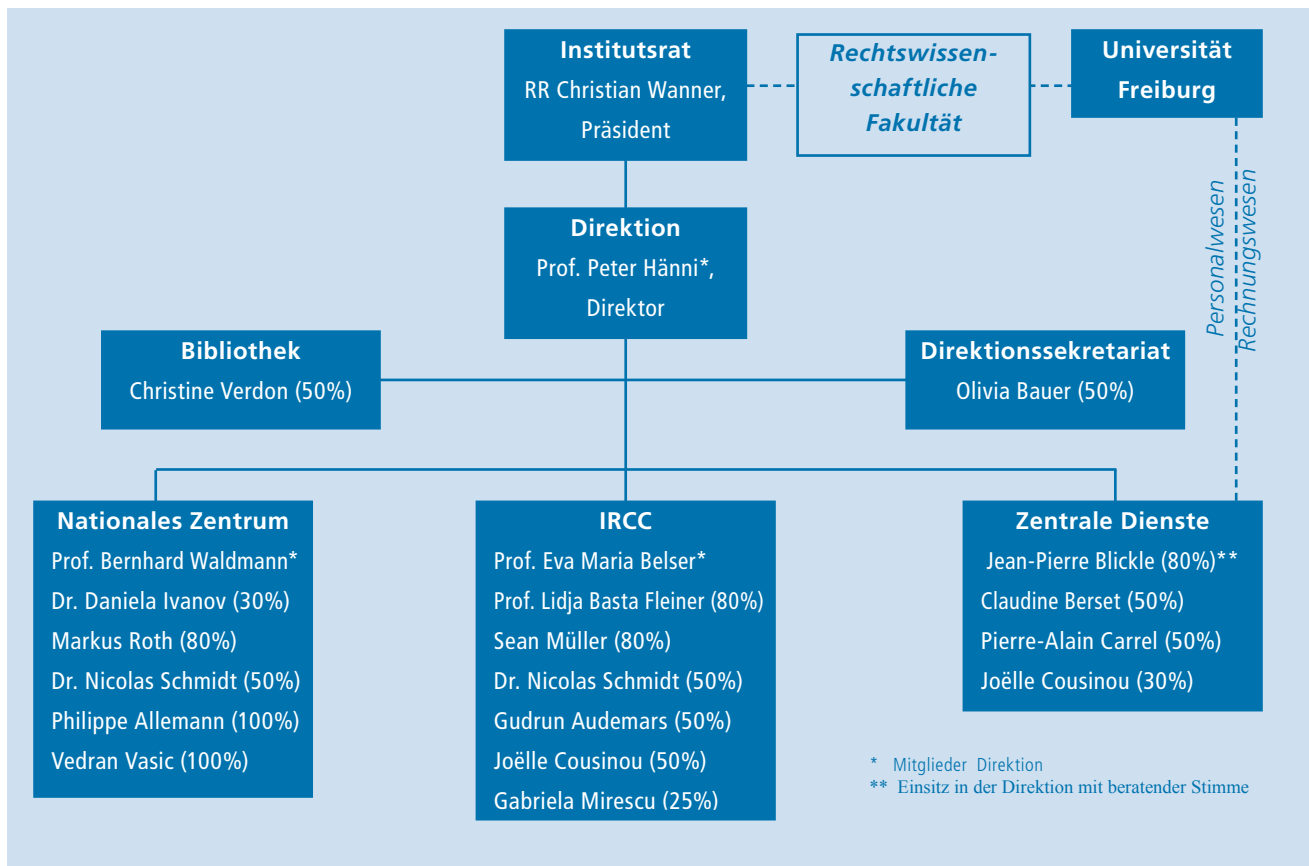 Institutsrat
RR Christian Wanner,
Präsident
Rechtswissen-
schaftliche
Fakultät
Universität
Freiburg
Personalwesen
Rechnungswesen
Direktion
Prof. Peter Hänni*,
Direktor
Bibliothek
Christine Verdon (50%)
Direktionssekretariat
Olivia Bauer (50%)
Nationales Zentrum
Prof. Bernhard Waldmann*
Dr. Daniela Ivanov (30%)
Markus Roth (80%)
Dr. Nicolas Schmidt (50%)
Philippe Allemann (100%)
Vedran Vasic (100%)
IRCC
Prof. Eva Maria Belser*
Prof. Lidja Basta Fleiner (80%)
Sean Müller (80%)
Dr. Nicolas Schmidt (50%)
Gudrun Audemars (50%)
Joëlle Cousinou (50%)
Gabriela Mirescu (25%)
Zentrale Dienste
Jean-Pierre Blickle (80%)**
Claudine Berset (50%)
Pierre-Alain Carrel (50%)
Joëlle Cousinou (30%)
* Mitglieder Direktion
** Einsitz in der Direktion mit beratender Stimme